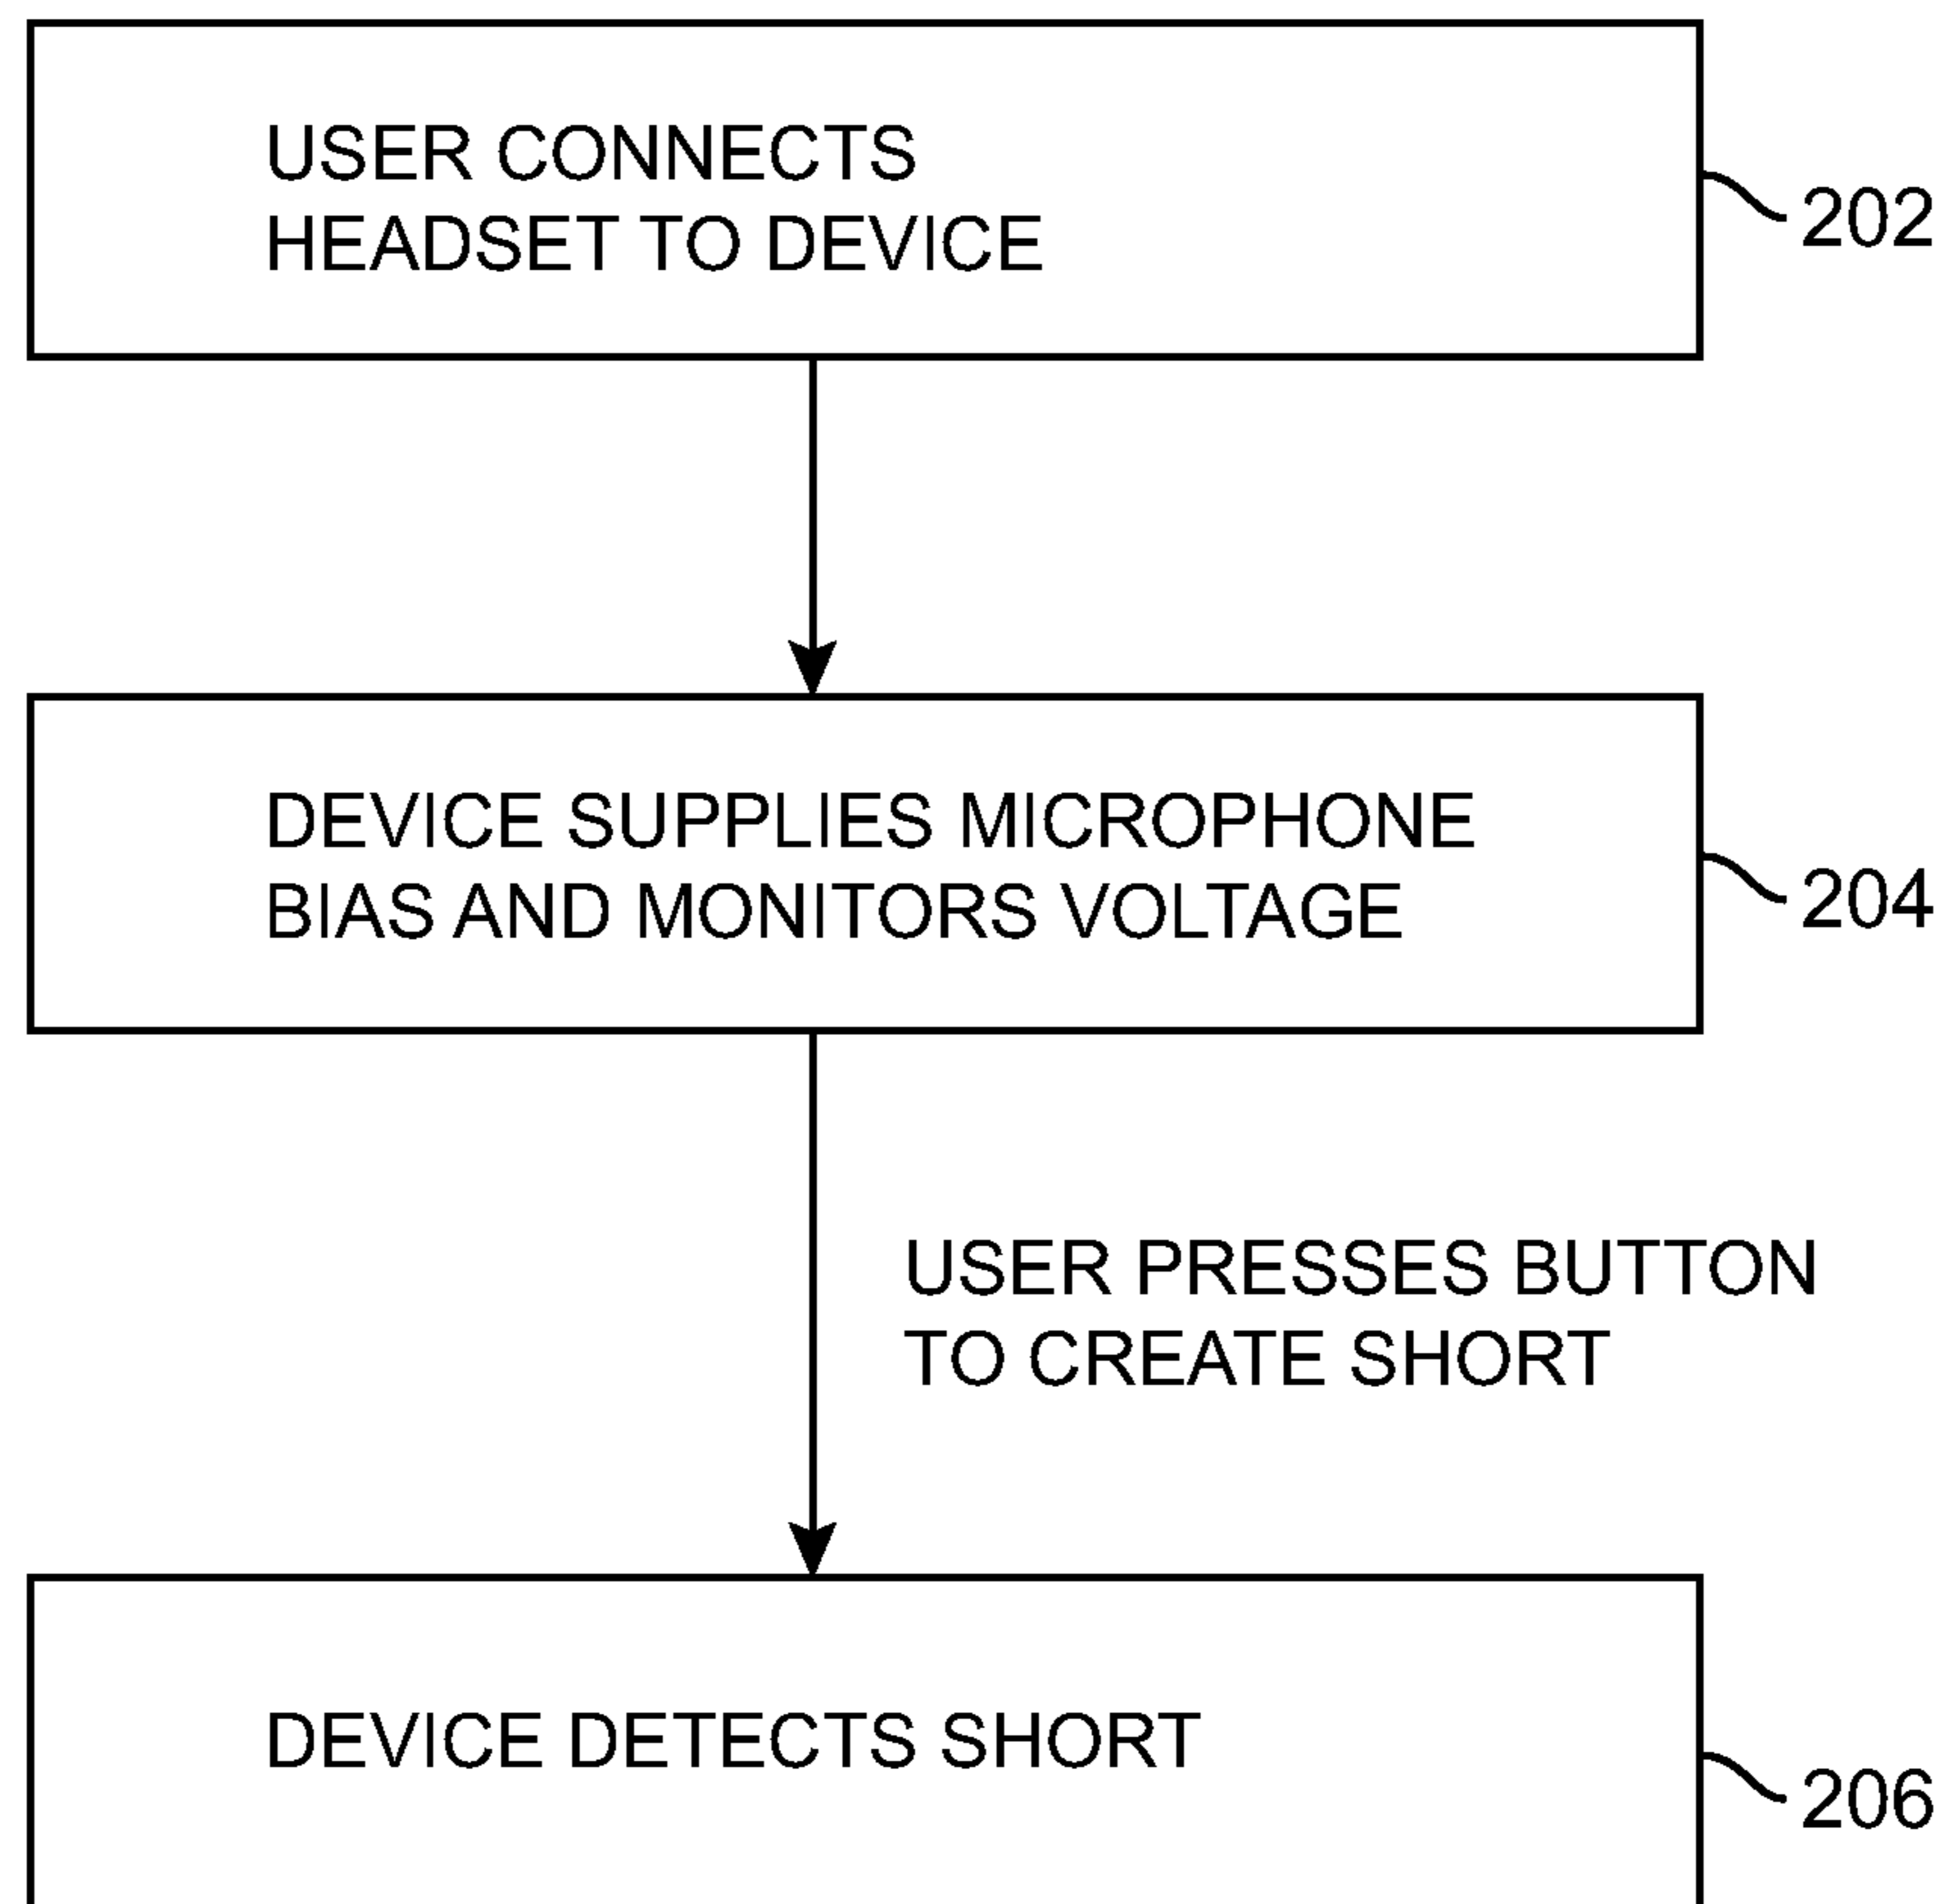 USER CONNECTS
HEADSET TO DEVICE
202
DEVICE SUPPLIES MICROPHONE
BIAS AND MONITORS VOLTAGE
204
USER PRESSES BUTTON
TO CREATE SHORT
DEVICE DETECTS SHORT
206